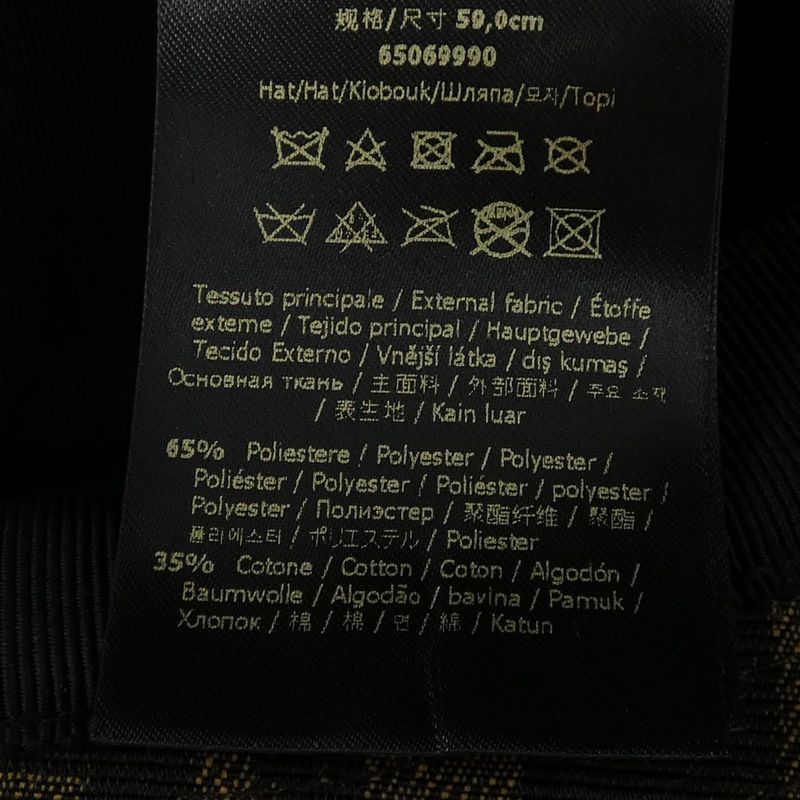 规格/尺寸 59,0cm
65069990
Hat/Hat/Klobouk/Шляпа/모자/Topi
Tessuto principale / External fabric / Étoffe
externe / Tejido principal / Hauptgewebe /
Tecido Externo / Vnější látka / dış kumaş /
Основная ткань / 主面料 / 外部面料 / 주요 소재
/ 表生地 / Kain luar
65% Poliestere / Polyester / Polyester /
Poliéster / Polyester / Poliéster / polyester /
Polyester / Полиэстер / 聚酯纤维 / 聚酯 /
폴리에스터 / ポリエステル / Poliester
35% Cotone / Cotton / Coton / Algodón /
Baumwolle / Algodão / bavlna / Pamuk /
Хлопок / 棉 / 棉 / 면 / 綿 / Katun